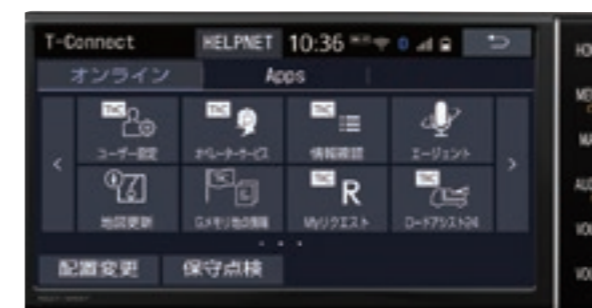 T-Connect HELPNET 10:36
オンライン Apps
ユーザー設定 オペレーターサービス 情報確認 エージェント
地図更新 Gメモリ地点情報 Myリクエスト ロードアシスト24
配置変更 保守点検